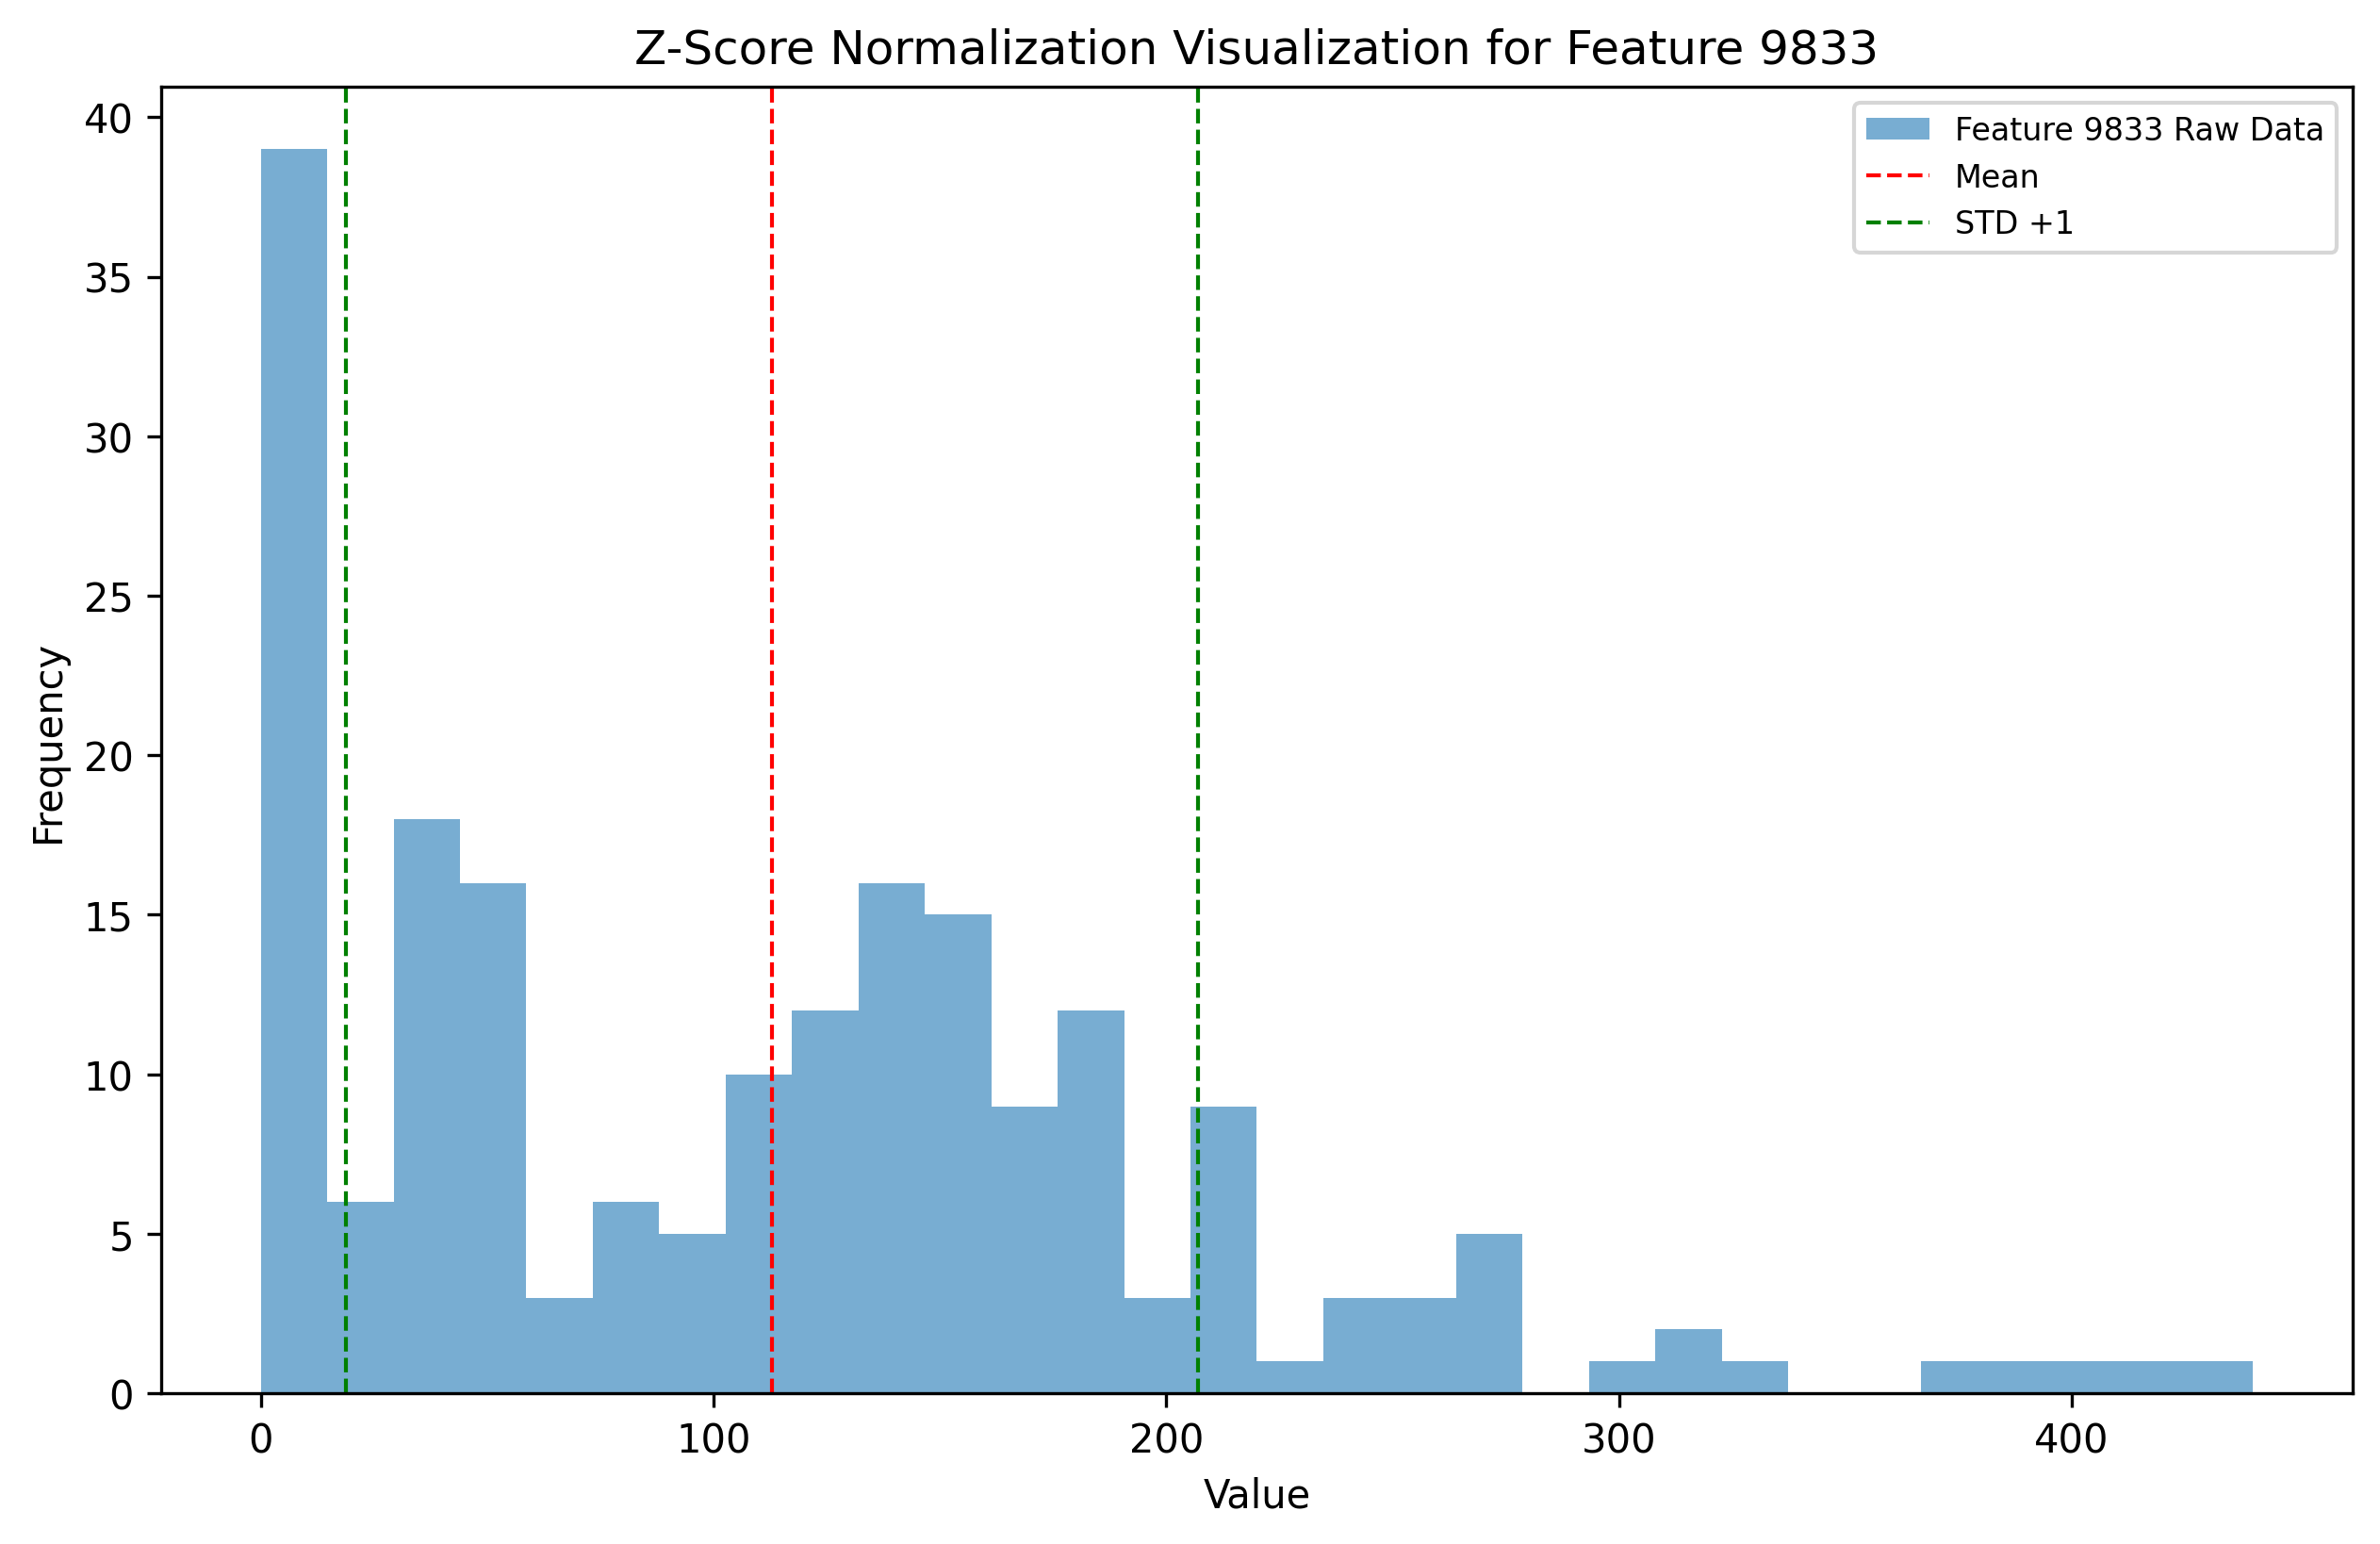 Z-Score Normalization Visualization for Feature 9833
Feature 9833 Raw Data
Mean
STD +1
40
35
30
25
20
15
10
5
0
Frequency
0 100 200 300 400
Value